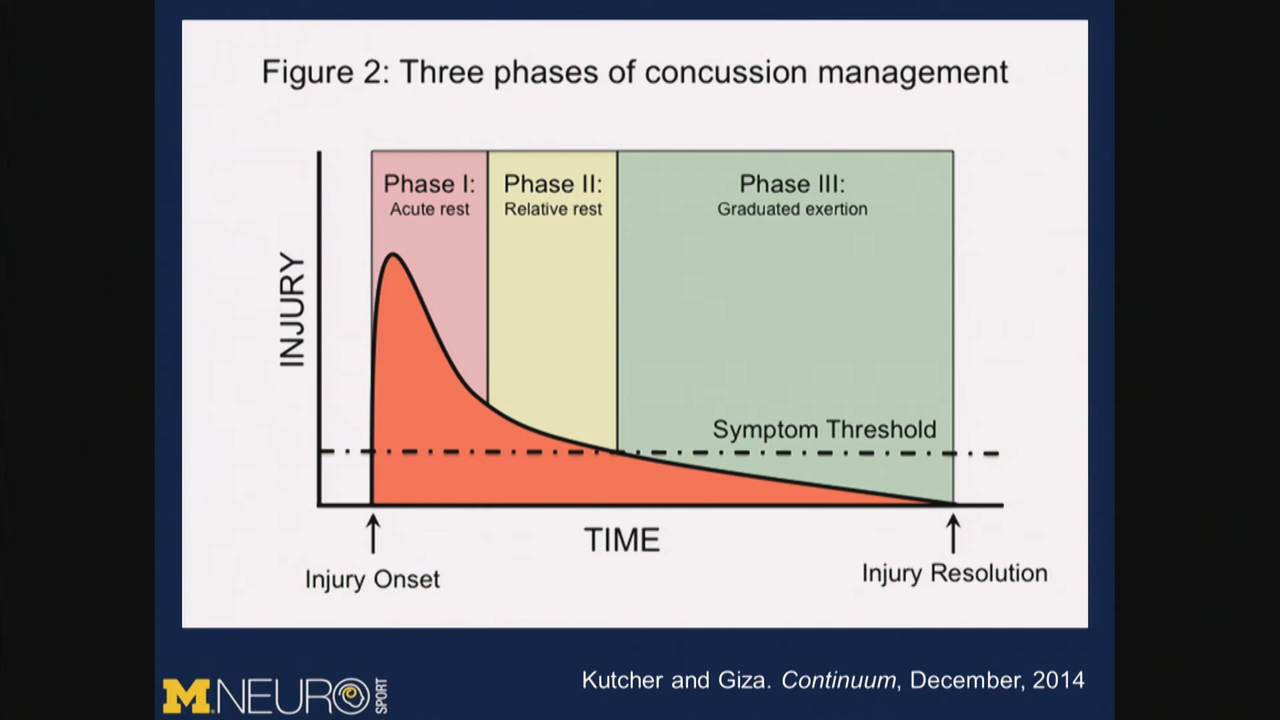 Figure 2: Three phases of concussion management
Phase I:
Acute rest
Phase II:
Relative rest
Phase III:
Graduated exertion
INJURY
Symptom Threshold
TIME
Injury Onset
Injury Resolution
M NEURO SPORT
Kutcher and Giza. Continuum, December, 2014